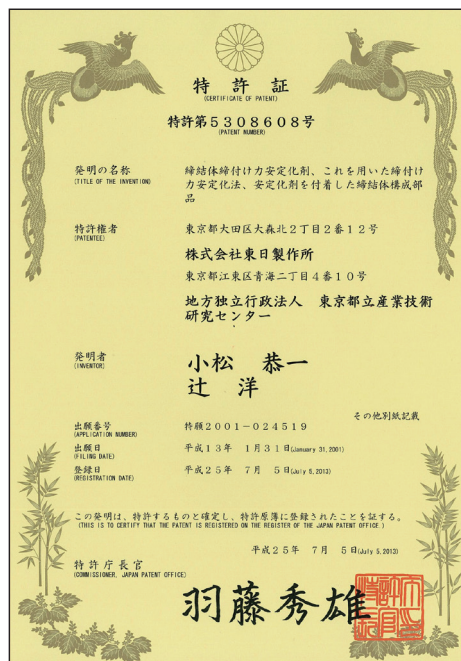 特許証
(CERTIFICATE OF PATENT)
特許第5308608号
(PATENT NUMBER)
発明の名称
(TITLE OF THE INVENTION)
締結体締付け力安定化剤、これを用いた締付け
力安定化法、安定化剤を付着した締結体構成部
品
特許権者
(PATENTEE)
東京都大田区大森北2丁目2番12号
株式会社東日製作所
東京都江東区青海二丁目4番10号
地方独立行政法人 東京都立産業技術
研究センター
発明者
(INVENTOR)
小松 恭一
辻 洋
その他別紙記載
出願番号
(APPLICATION NUMBER)
特願2001-024519
出願日
(FILING DATE)
平成13年 1月31日(January 31,2001)
登録日
(REGISTRATION DATE)
平成25年 7月 5日(July 5,2013)
この発明は、特許するものと確定し、特許原簿に登録されたことを証する。
(THIS IS TO CERTIFY THAT THE PATENT IS REGISTERED ON THE REGISTER OF THE JAPAN PATENT OFFICE.)
平成25年 7月 5日(July 5,2013)
特許庁長官
(COMMISSIONER, JAPAN PATENT OFFICE)
羽藤秀雄